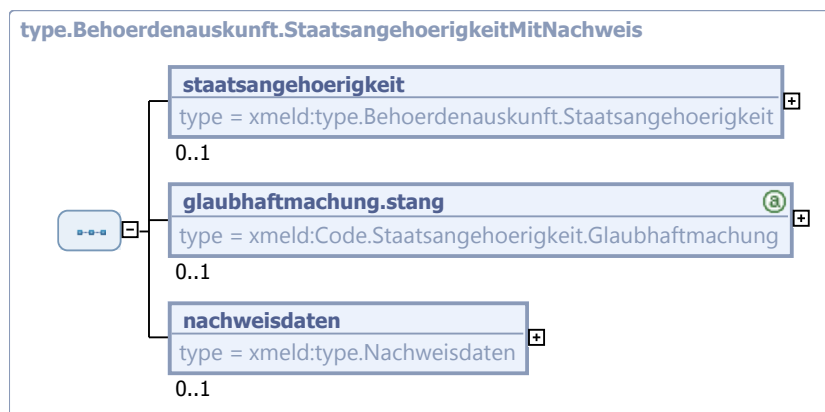 type.Behoerdenauskunft.StaatsangehoerigkeitMitNachweis
staatsangehoerigkeit
type = xmeld:type.Behoerdenauskunft.Staatsangehoerigkeit
0..1
glaubhaftmachung.stang
a
type = xmeld:Code.Staatsangehoerigkeit.Glaubhaftmachung
0..1
nachweisdaten
type = xmeld:type.Nachweisdaten
0..1